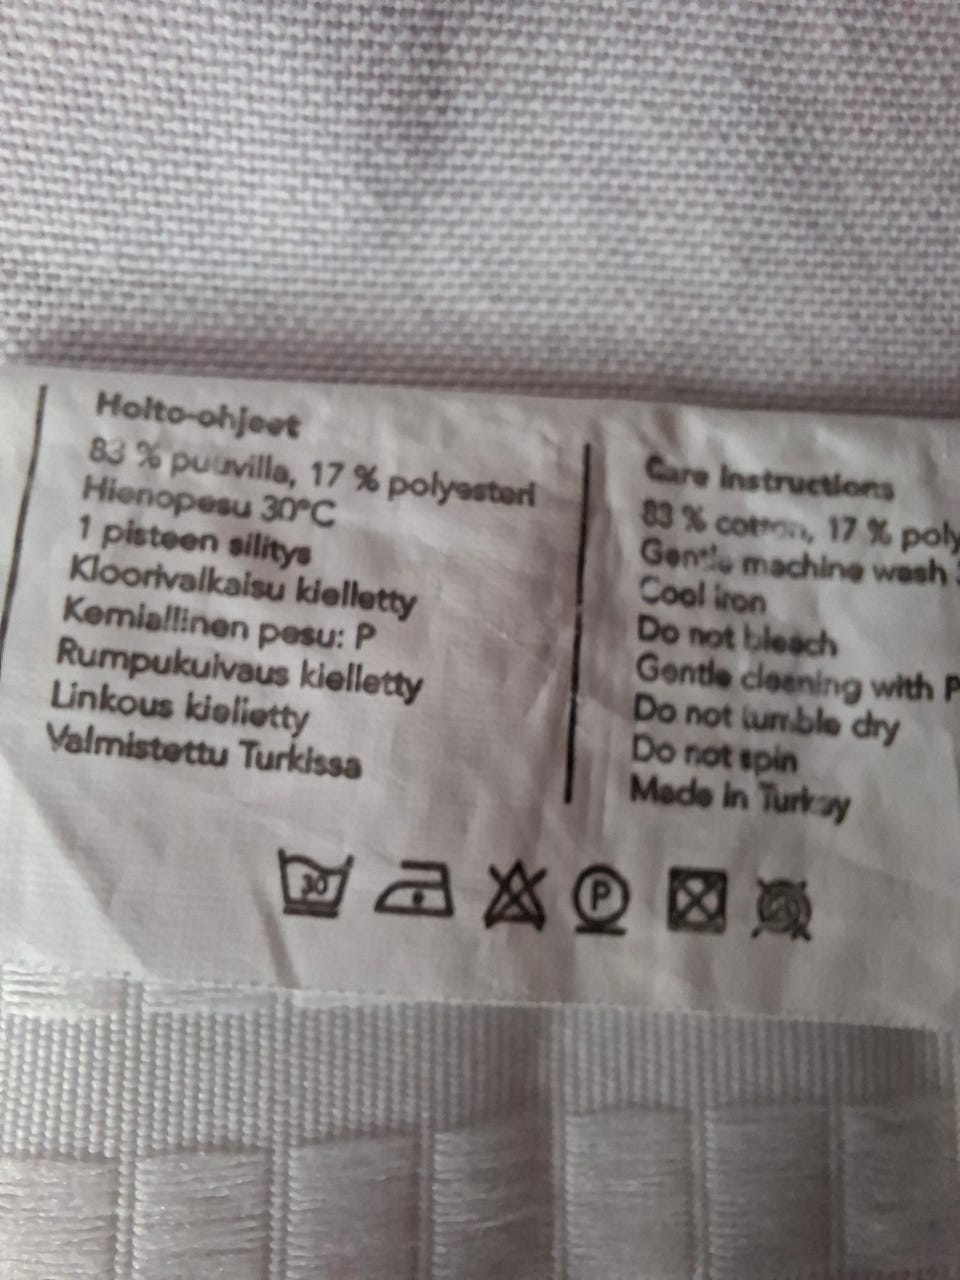 Hoito-ohjeet
83 % puuvilla, 17 % polyesteri
Hienopesu 30°C
1 pisteen silitys
Kloorivalkaisu kielletty
Kemiallinen pesu: P
Rumpukuivaus kielletty
Linkous kielletty
Valmistettu Turkissa
Care instructions
83 % cotton, 17 % poly
Gentle machine wash
Cool iron
Do not bleach
Gentle cleaning with P
Do not tumble dry
Do not spin
Made in Turkey
30
P